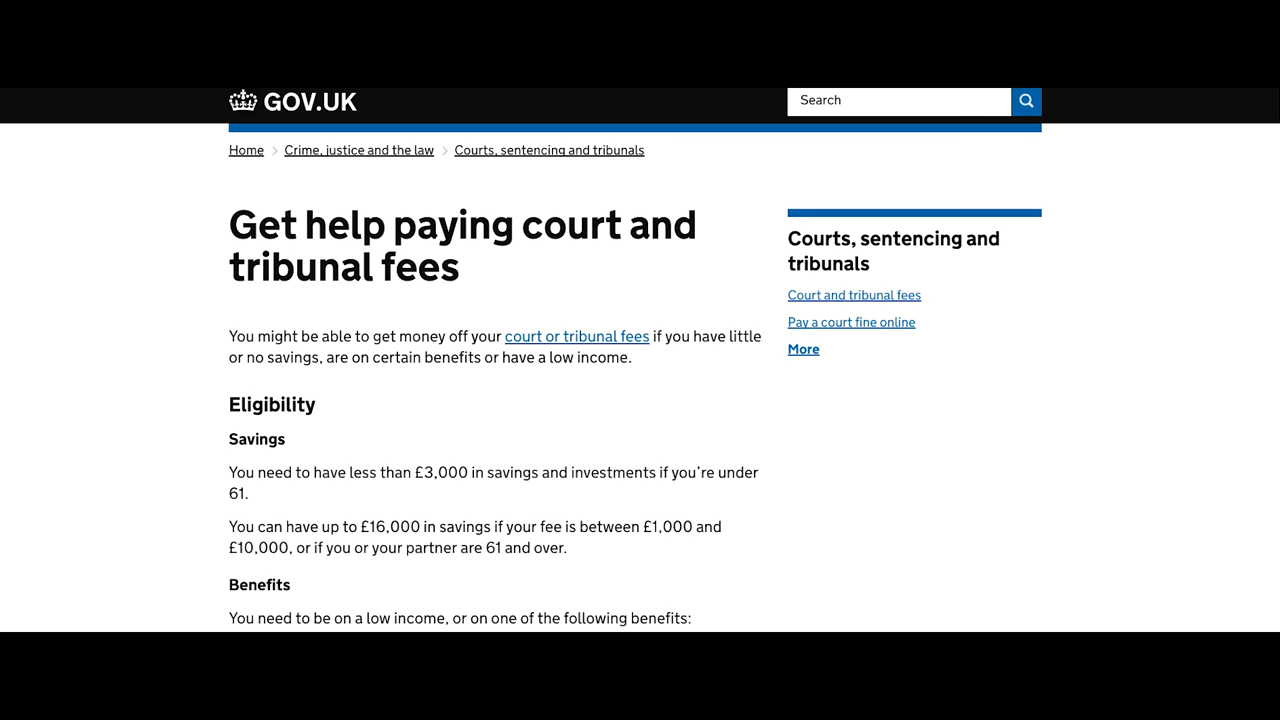 GOV.UK
Search
Home > Crime, justice and the law > Courts, sentencing and tribunals
Get help paying court and
tribunal fees
You might be able to get money off your court or tribunal fees if you have little
or no savings, are on certain benefits or have a low income.
Eligibility
Savings
You need to have less than £3,000 in savings and investments if you’re under
61.
You can have up to £16,000 in savings if your fee is between £1,000 and
£10,000, or if you or your partner are 61 and over.
Benefits
You need to be on a low income, or on one of the following benefits:
Courts, sentencing and
tribunals
Court and tribunal fees
Pay a court fine online
More